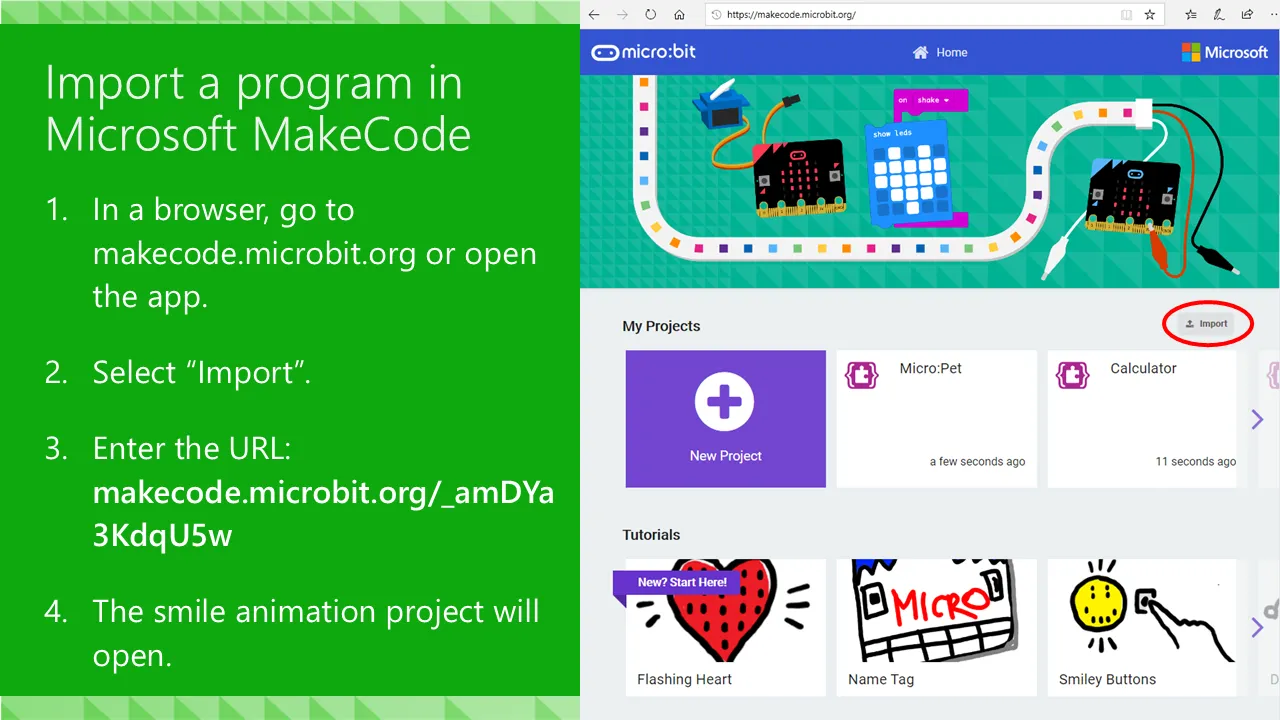 Import a program in
Microsoft MakeCode
1. In a browser, go to
makecode.microbit.org or open
the app.
2. Select “Import”.
3. Enter the URL:
makecode.microbit.org/_amDYa
3KdqU5w
4. The smile animation project will
open.
https://makecode.microbit.org/
micro:bit
Home
Microsoft
on shake
show leds
My Projects
Import
New Project
Micro:Pet
a few seconds ago
Calculator
11 seconds ago
Tutorials
New? Start Here!
MICRO
Flashing Heart
Name Tag
Smiley Buttons
D